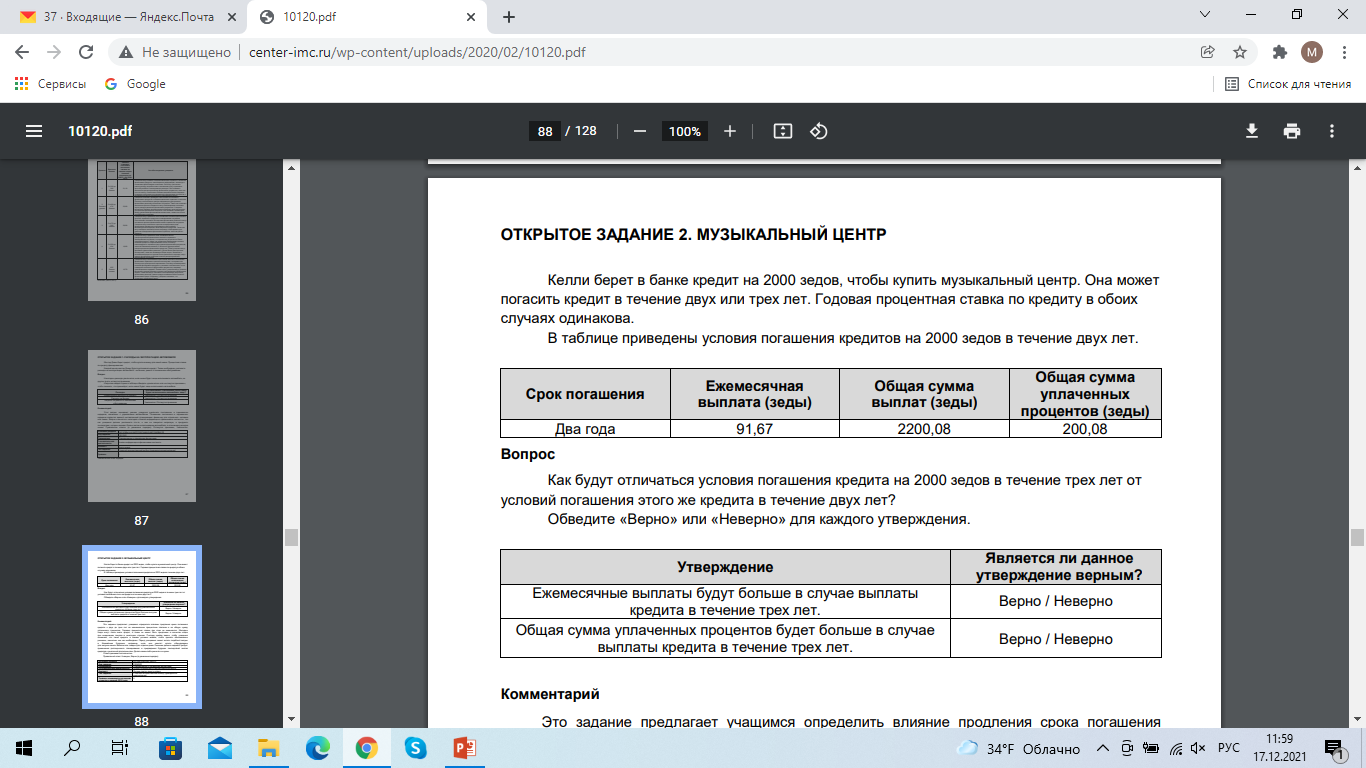 37 · Входящие — Яндекс.Почта
10120.pdf
Не защищено
center-imc.ru/wp-content/uploads/2020/02/10120.pdf
М
Сервисы
Google
Список для чтения
10120.pdf
88 / 128
100%
86
87
88
ОТКРЫТОЕ ЗАДАНИЕ 2. МУЗЫКАЛЬНЫЙ ЦЕНТР
Келли берет в банке кредит на 2000 зедов, чтобы купить музыкальный центр. Она может
погасить кредит в течение двух или трех лет. Годовая процентная ставка по кредиту в обоих
случаях одинакова.
В таблице приведены условия погашения кредитов на 2000 зедов в течение двух лет.
Срок погашения
Ежемесячная
выплата (зеды)
Общая сумма
выплат (зеды)
Общая сумма
уплаченных
процентов (зеды)
Два года
91,67
2200,08
200,08
Вопрос
Как будут отличаться условия погашения кредита на 2000 зедов в течение трех лет от
условий погашения этого же кредита в течение двух лет?
Обведите «Верно» или «Неверно» для каждого утверждения.
Утверждение
Является ли данное
утверждение верным?
Ежемесячные выплаты будут больше в случае выплаты
кредита в течение трех лет.
Верно / Неверно
Общая сумма уплаченных процентов будет больше в случае
выплаты кредита в течение трех лет.
Верно / Неверно
Комментарий
Это задание предлагает учащимся определить влияние продления срока погашения
34°F Облачно
РУС
11:59
17.12.2021
1